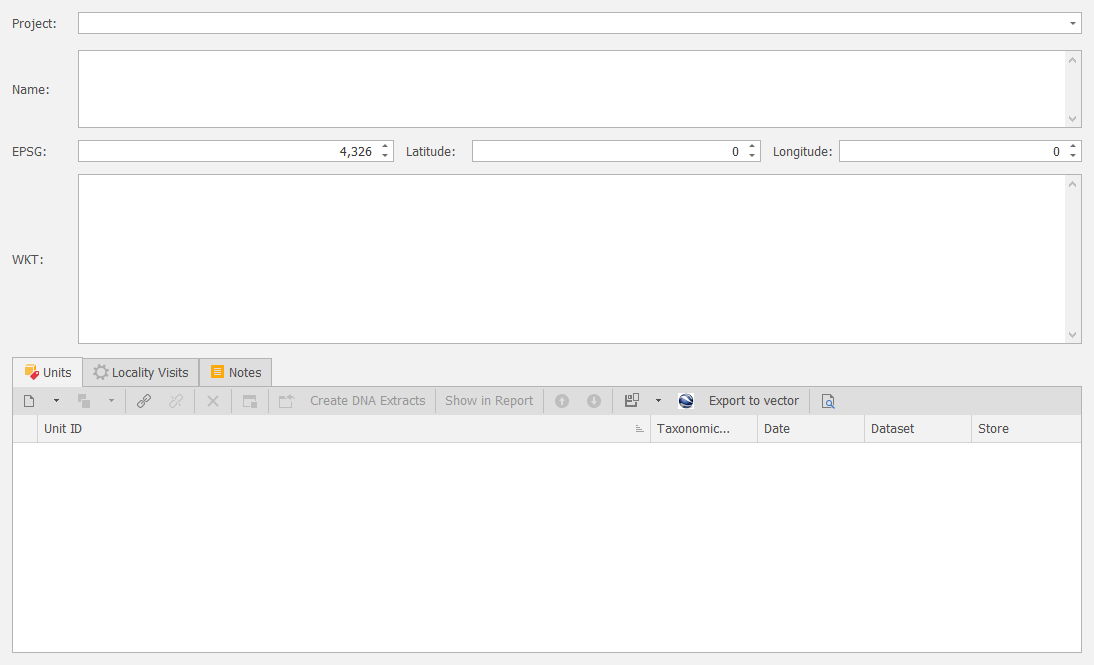 Project:
Name:
EPSG: 4,326 Latitude: 0 Longitude: 0
WKT:
Units Locality Visits Notes
Create DNA Extracts Show in Report Export to vector
Unit ID Taxonomic... Date Dataset Store